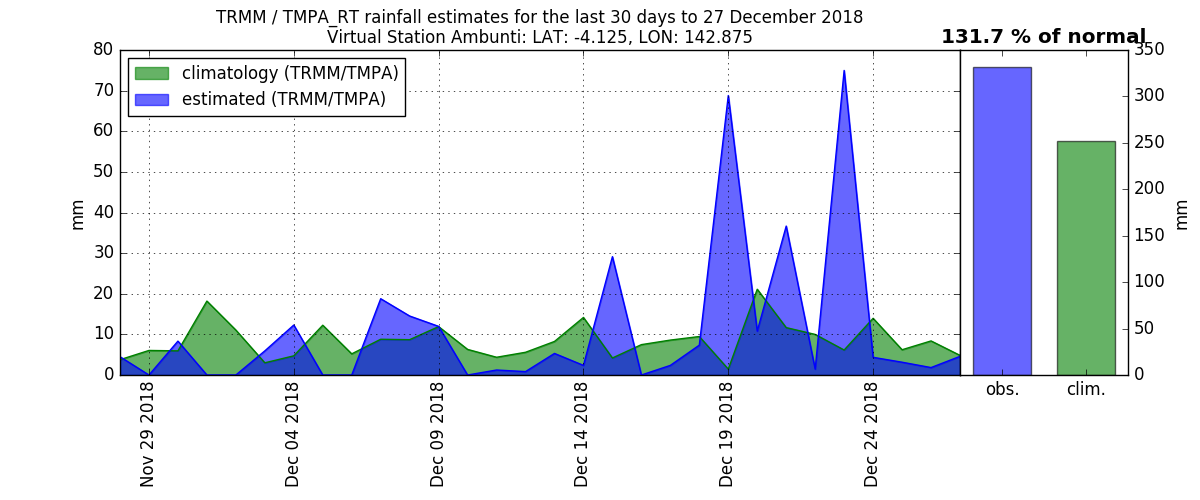 TRMM / TMPA_RT rainfall estimates for the last 30 days to 27 December 2018
Virtual Station Ambunti: LAT: -4.125, LON: 142.875
131.7 % of normal
climatology (TRMM/TMPA)
estimated (TRMM/TMPA)
mm
80
70
60
50
40
30
20
10
0
Nov 29 2018
Dec 04 2018
Dec 09 2018
Dec 14 2018
Dec 19 2018
Dec 24 2018
350
300
250
200
150
100
50
0
mm
obs.
clim.